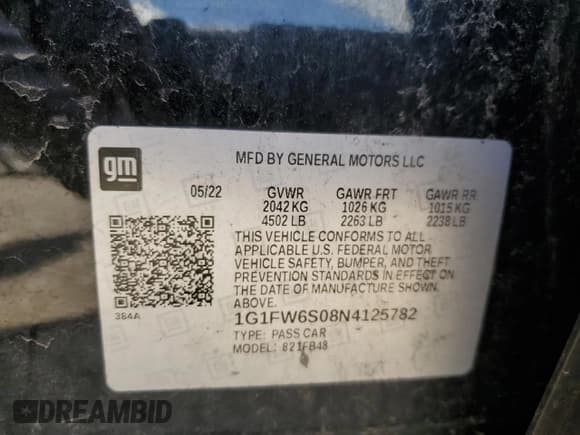 gm
MFD BY GENERAL MOTORS LLC
05/22 GVWR GAWR FRT GAWR RR
2042 KG 1026 KG 1015 KG
4502 LB 2263 LB 2238 LB
THIS VEHICLE CONFORMS TO ALL
APPLICABLE U.S. FEDERAL MOTOR
VEHICLE SAFETY, BUMPER, AND THEFT
PREVENTION STANDARDS IN EFFECT ON
THE DATE OF MANUFACTURE SHOWN
ABOVE.
384A
1G1FW6S08N4125782
TYPE: PASS CAR
MODEL: 821FB48
DREAMBID